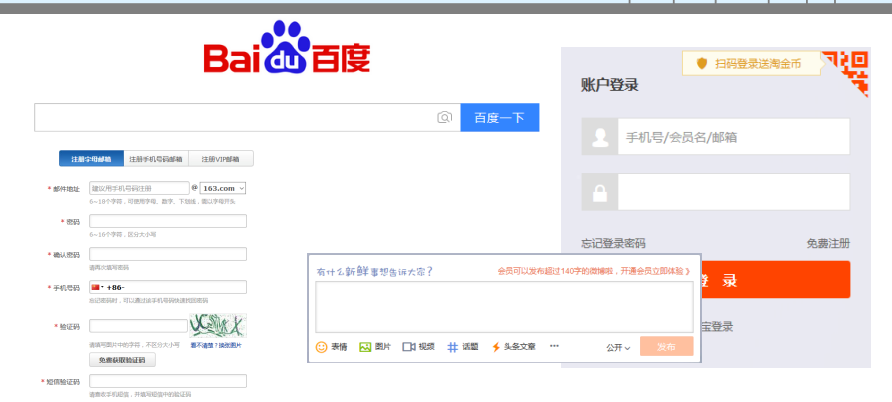 Bai du 百度
百度一下
注册字母邮箱 注册手机号码邮箱 注册VIP邮箱
* 邮件地址 建议用手机号码注册 @ 163.com
6~18个字符，可使用字母、数字、下划线，需以字母开头
* 密码
6~16个字符，区分大小写
* 确认密码
请再次填写密码
* 手机号码 +86-
忘记密码时，可以通过该手机号码快速找回密码
* 验证码
请填写图片中的字符，不区分大小写 看不清楚？换张图片
免费获取验证码
* 短信验证码
请查收手机短信，并填写短信中的验证码
有什么新鲜事想告诉大家？ 会员可以发布超过140字的微博啦，开通会员立即体验》
表情 图片 视频 话题 头条文章 ··· 公开 发布
扫码登录送淘金币
账户登录
手机号/会员名/邮箱
忘记登录密码 免费注册
登 录
宝登录